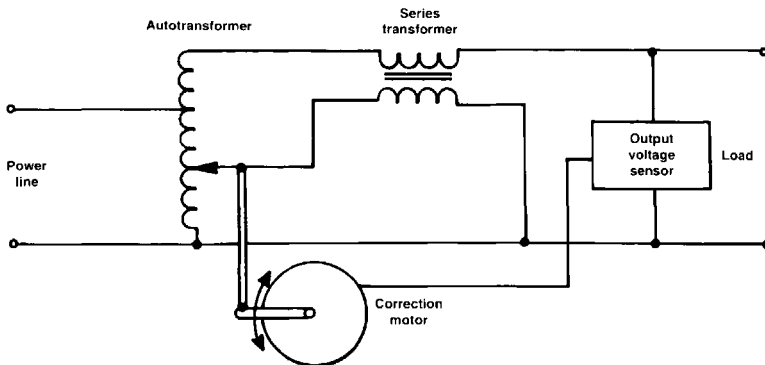 Autotransformer
Series
transformer
Power
line
Output
voltage
sensor
Load
Correction
motor